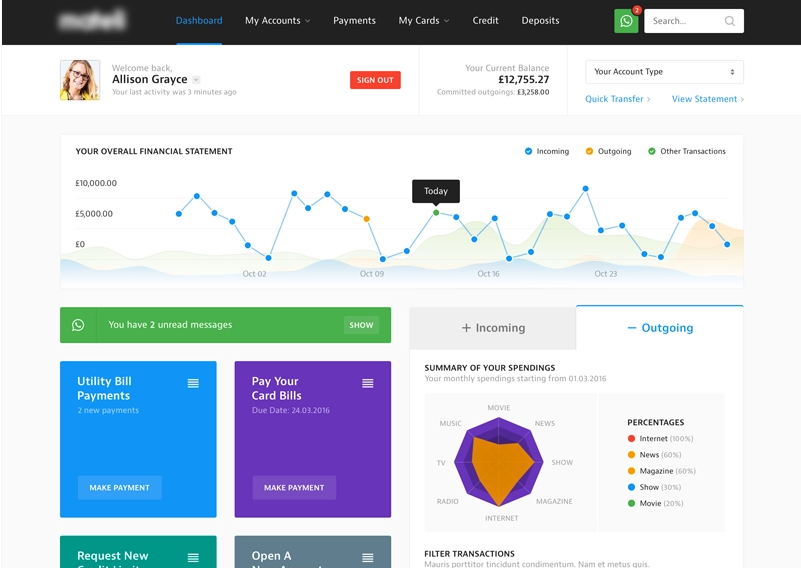 Dashboard
My Accounts
Payments
My Cards
Credit
Deposits
2
Search...
Welcome back,
Allison Grayce
Your last activity was 3 minutes ago
SIGN OUT
Your Current Balance
£12,755.27
Committed outgoings: £3,258.00
Your Account Type
Quick Transfer
View Statement
YOUR OVERALL FINANCIAL STATEMENT
Incoming
Outgoing
Other Transactions
£10,000.00
£5,000.00
£0
Today
Oct 02
Oct 09
Oct 16
Oct 23
You have 2 unread messages
SHOW
Utility Bill
Payments
2 new payments
MAKE PAYMENT
Pay Your
Card Bills
Due Date: 24.03.2016
MAKE PAYMENT
Request New
Open A
+ Incoming
— Outgoing
SUMMARY OF YOUR SPENDINGS
Your monthly spendings starting from 01.03.2016
MOVIE
MUSIC
NEWS
TV
SHOW
RADIO
MAGAZINE
INTERNET
PERCENTAGES
Internet (100%)
News (60%)
Magazine (60%)
Show (30%)
Movie (20%)
FILTER TRANSACTIONS
Mauris porttitor tincidunt condimentum. Nam et metus quis.